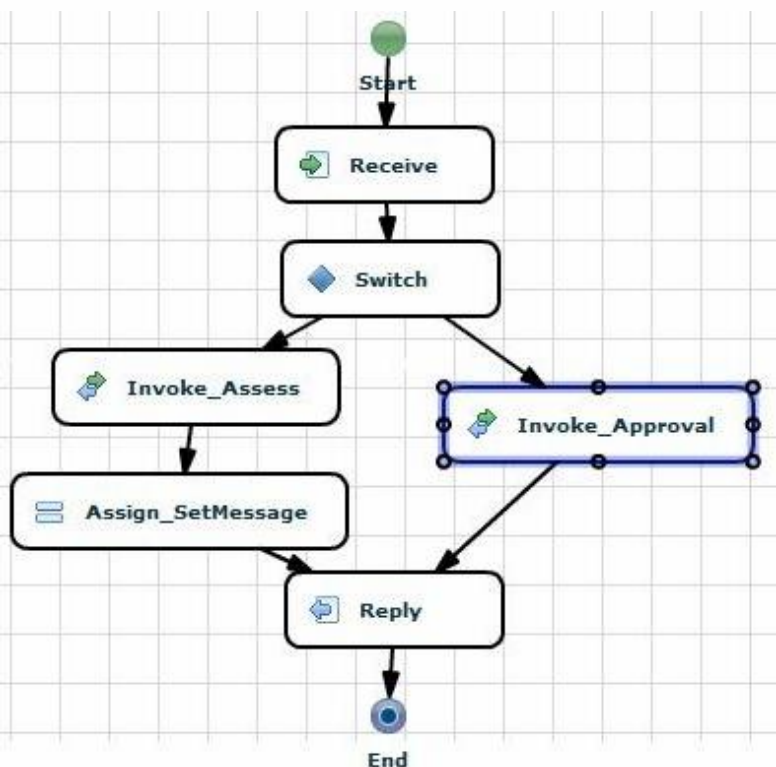 Start
Receive
Switch
Invoke_Assess
Invoke_Approval
Assign_SetMessage
Reply
End